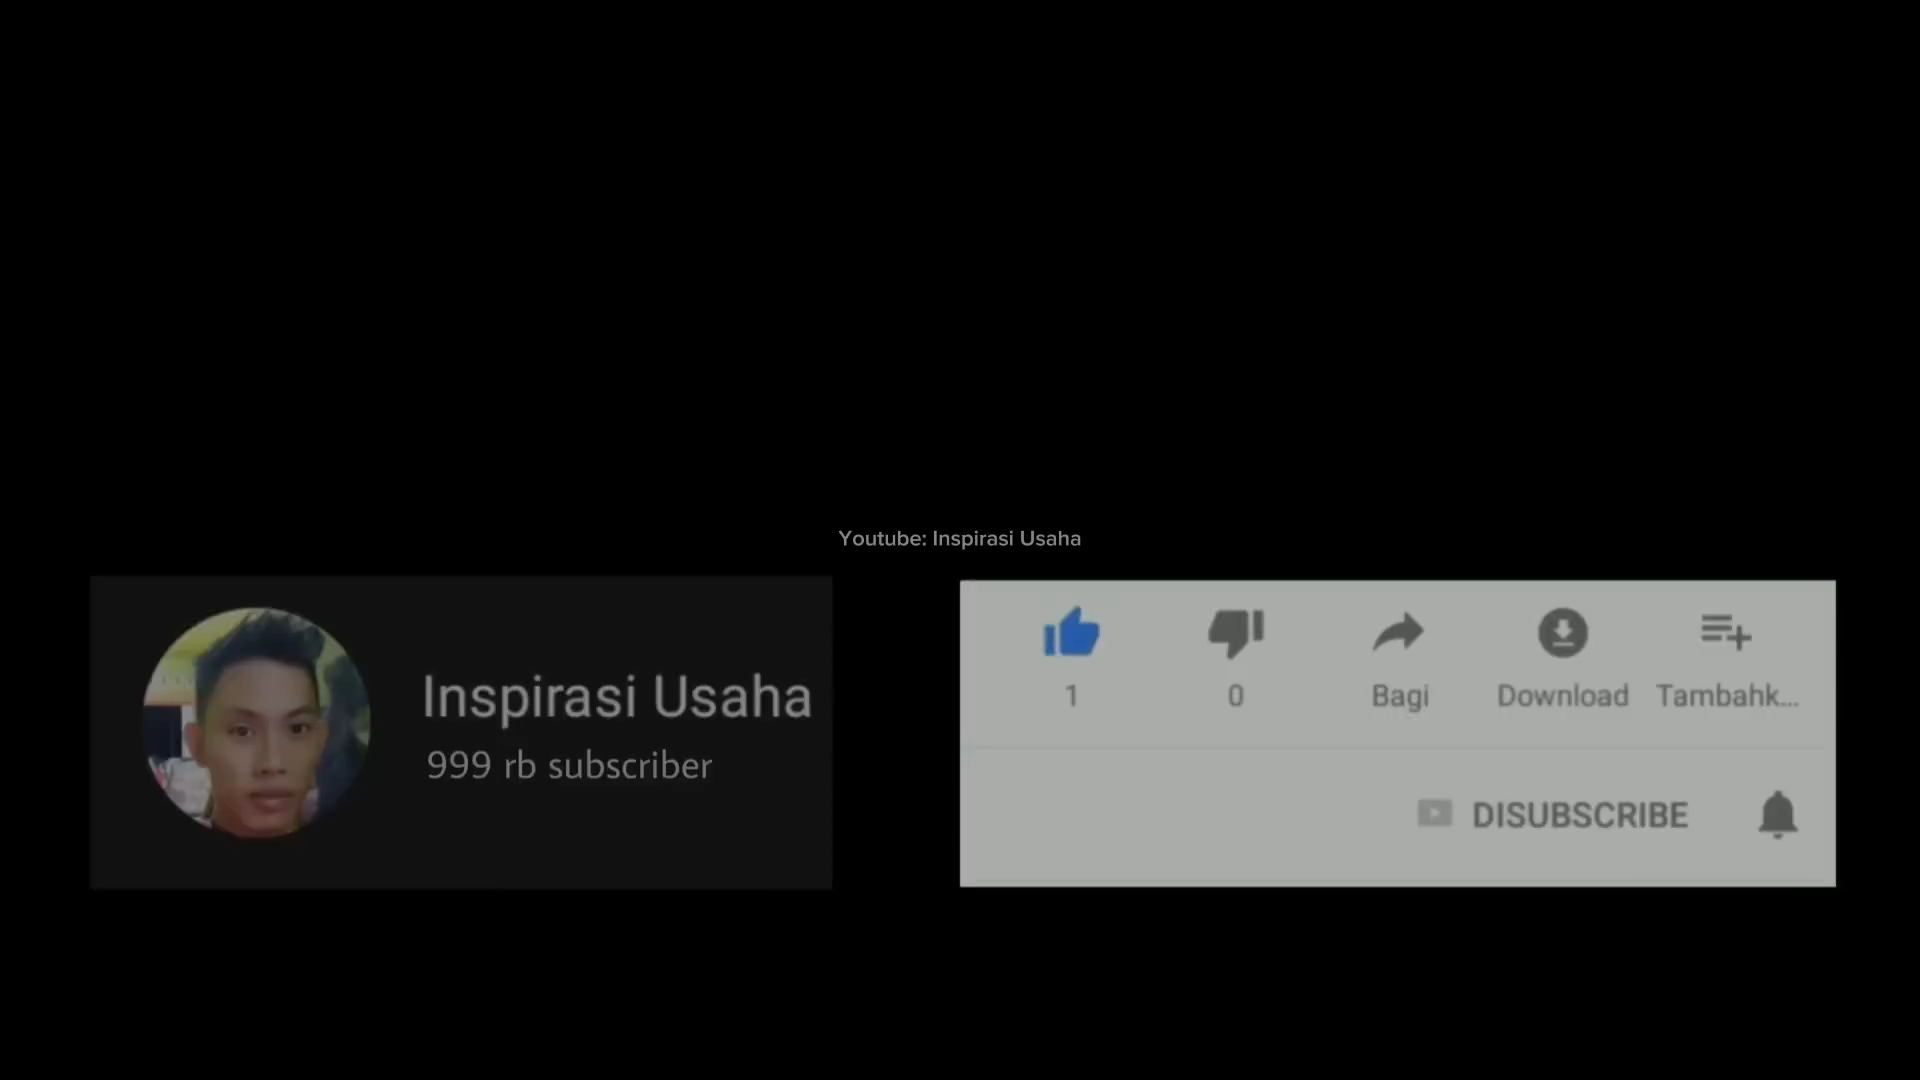 Youtube: Inspirasi Usaha
Inspirasi Usaha
999 rb subscriber
1
0
Bagi
Download
Tambahk...
DISUBSCRIBE